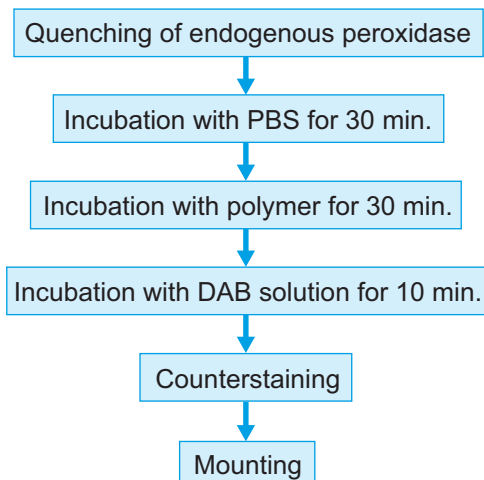 Quenching of endogenous peroxidase
Incubation with PBS for 30 min.
Incubation with polymer for 30 min.
Incubation with DAB solution for 10 min.
Counterstaining
Mounting